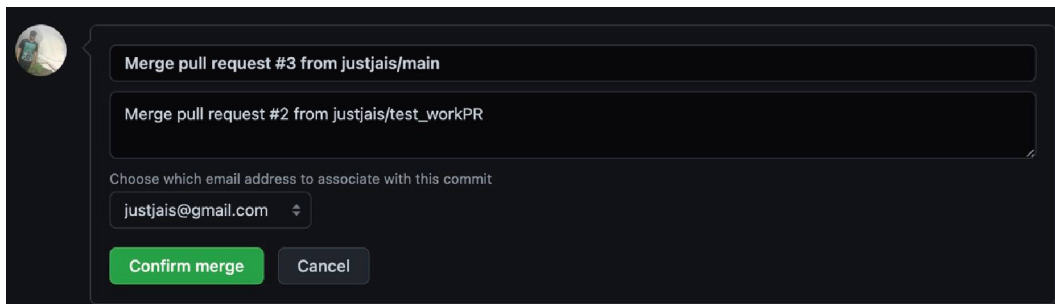 Merge pull request #3 from justjais/main
Merge pull request #2 from justjais/test_workPR
Choose which email address to associate with this commit
justjais@gmail.com
Confirm merge
Cancel